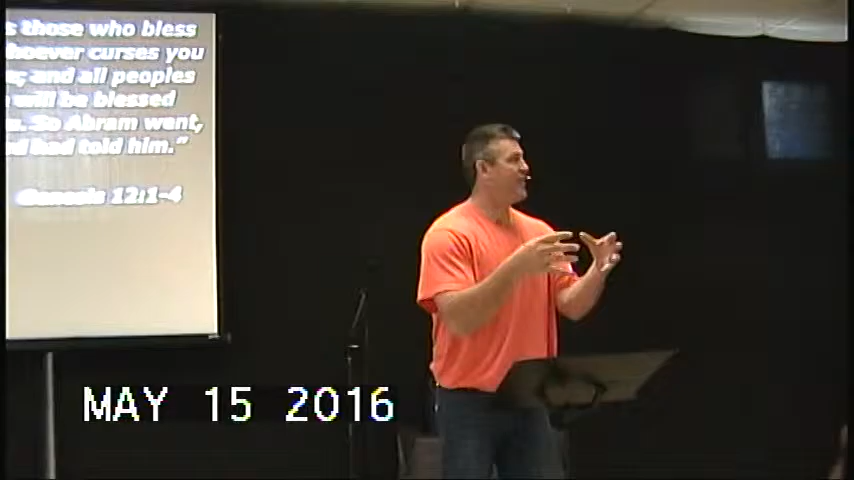 those who bless
curses you
and all peoples
will be blessed
So Abram went,
had told him."
Genesis 12:1-4
MAY 15 2016